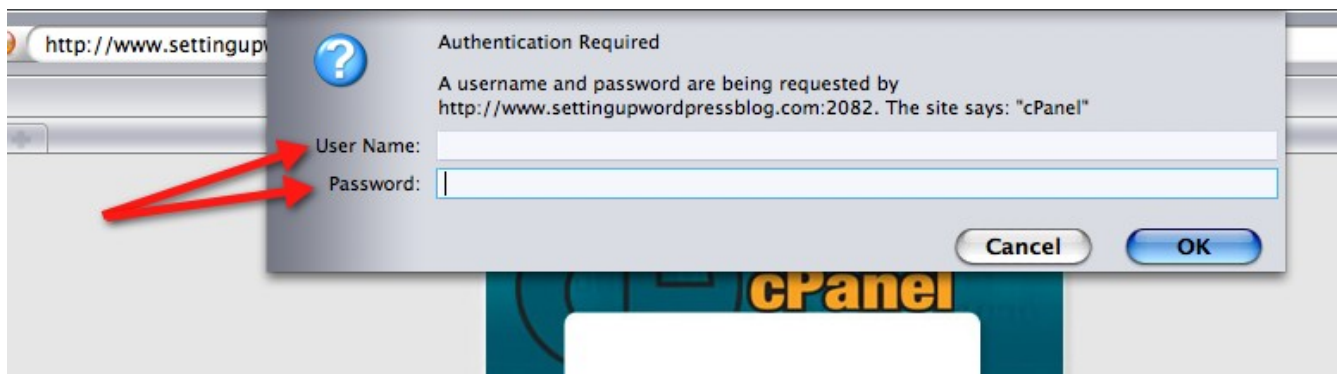 http://www.settingupw
Authentication Required
A username and password are being requested by
http://www.settingupwordpressblog.com:2082. The site says: "cPanel"
User Name:
Password:
Cancel
OK
cPanel